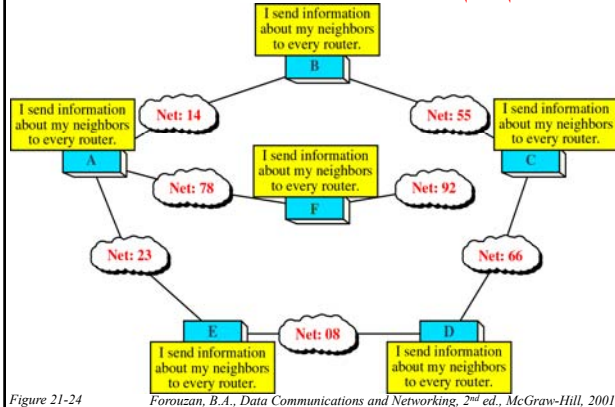 I send information
about my neighbors
to every router.
B
Net: 14
Net: 55
I send information
about my neighbors
to every router.
A
I send information
about my neighbors
to every router.
C
I send information
about my neighbors
to every router.
F
Net: 78
Net: 92
Net: 23
Net: 66
E
Net: 08
D
I send information
about my neighbors
to every router.
I send information
about my neighbors
to every router.
Figure 21-24
Forouzan, B.A., Data Communications and Networking, 2nd ed., McGraw-Hill, 2001